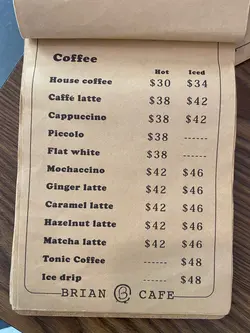 Coffee
Hot Iced
House coffee $30 $34
Caffé latte $38 $42
Cappuccino $38 $42
Piccolo $38 ------
Flat white $38 ------
Mochaccino $42 $46
Ginger latte $42 $46
Caramel latte $42 $46
Hazelnut latte $42 $46
Matcha latte $42 $46
Tonic Coffee ------ $48
Ice drip ------ $48
BRIAN B CAFE